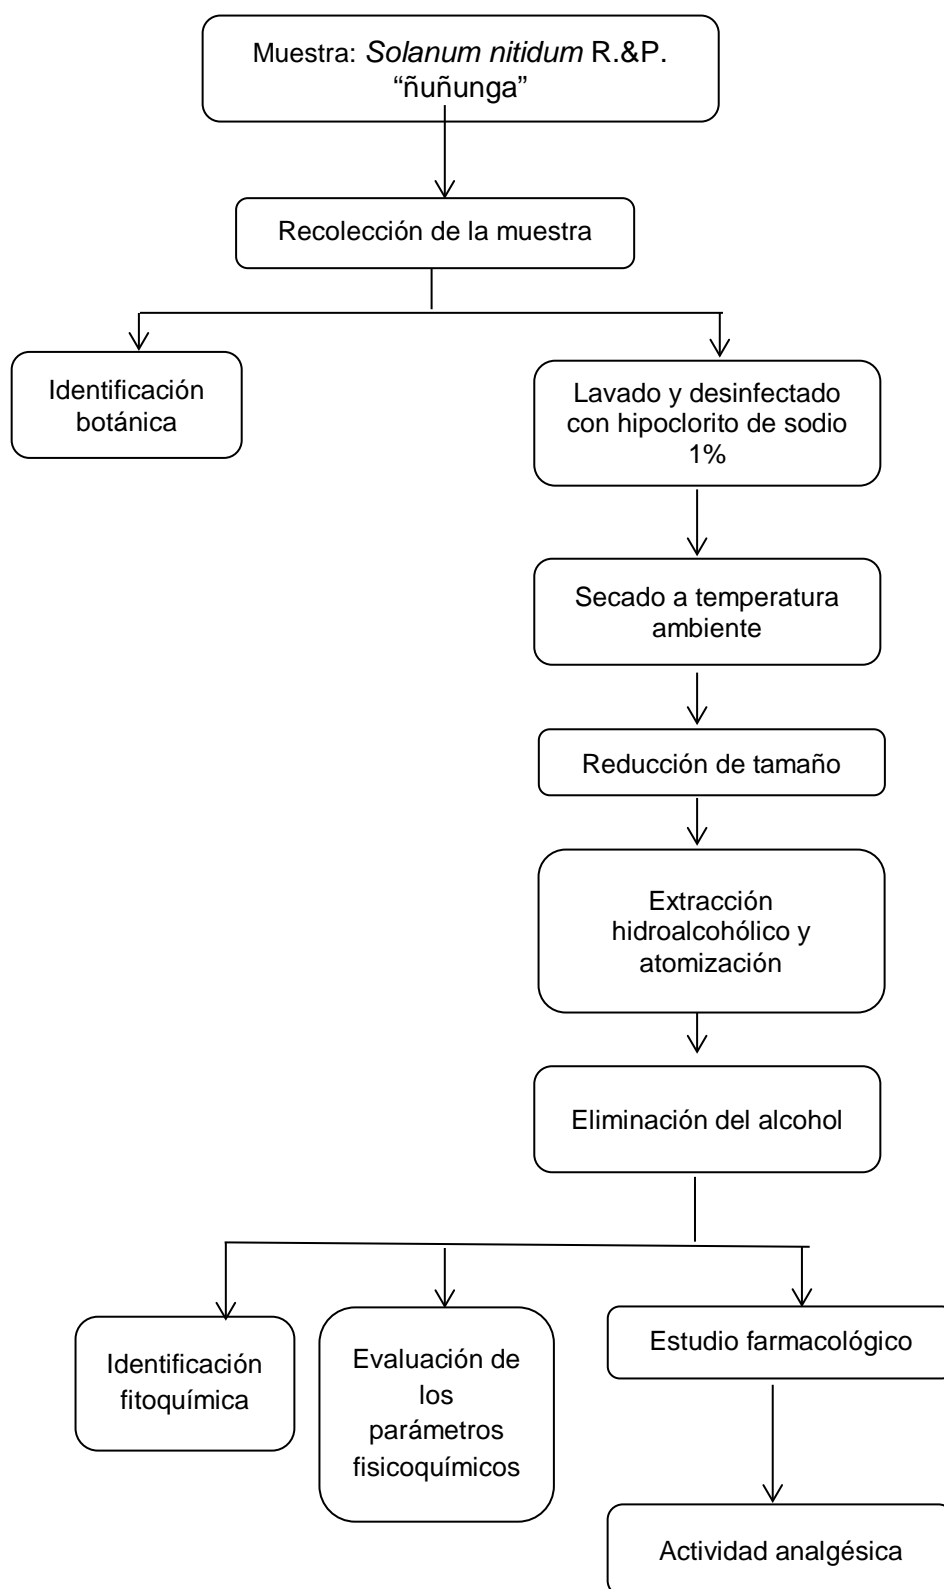 Muestra: Solanum nitidum R.&P.
“ñuñunga”
Recolección de la muestra
Identificación
botánica
Lavado y desinfectado
con hipoclorito de sodio
1%
Secado a temperatura
ambiente
Reducción de tamaño
Extracción
hidroalcohólico y
atomización
Eliminación del alcohol
Identificación
fitoquímica
Evaluación de
los
parámetros
fisicoquímicos
Estudio farmacológico
Actividad analgésica